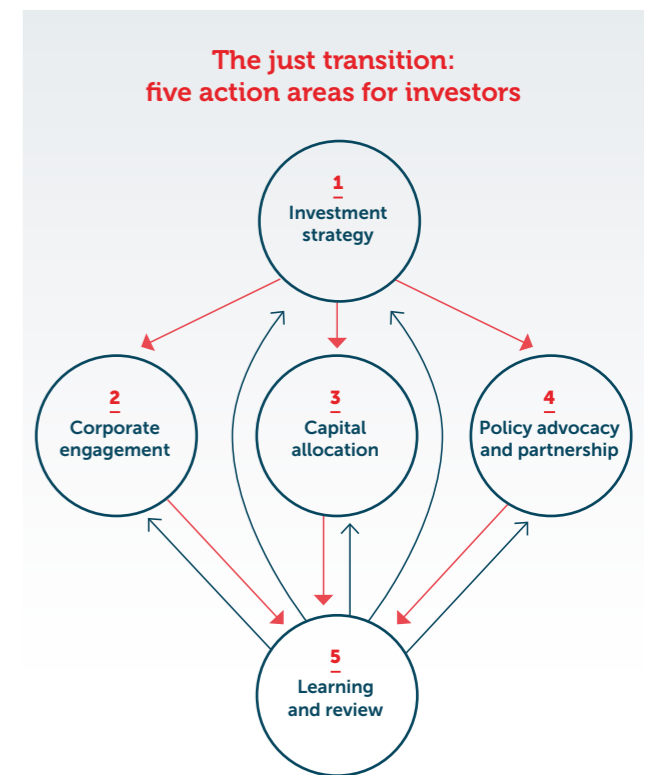 The just transition:
five action areas for investors
1
Investment
strategy
2
Corporate
engagement
3
Capital
allocation
4
Policy advocacy
and partnership
5
Learning
and review